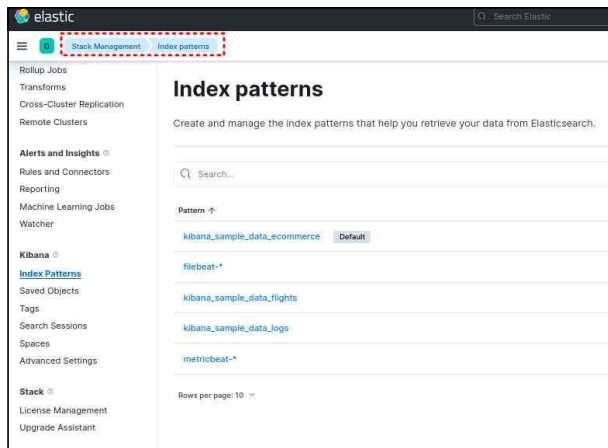 elastic
Search Elastic
D
Stack Management
Index patterns
Rollup Jobs
Transforms
Cross-Cluster Replication
Remote Clusters
Alerts and Insights
Rules and Connectors
Reporting
Machine Learning Jobs
Watcher
Kibana
Index Patterns
Saved Objects
Tags
Search Sessions
Spaces
Advanced Settings
Stack
License Management
Upgrade Assistant
Index patterns
Create and manage the index patterns that help you retrieve your data from Elasticsearch.
Search...
Pattern ↑
kibana_sample_data_ecommerce Default
filebeat-*
kibana_sample_data_flights
kibana_sample_data_logs
metricbeat-*
Rows per page: 10